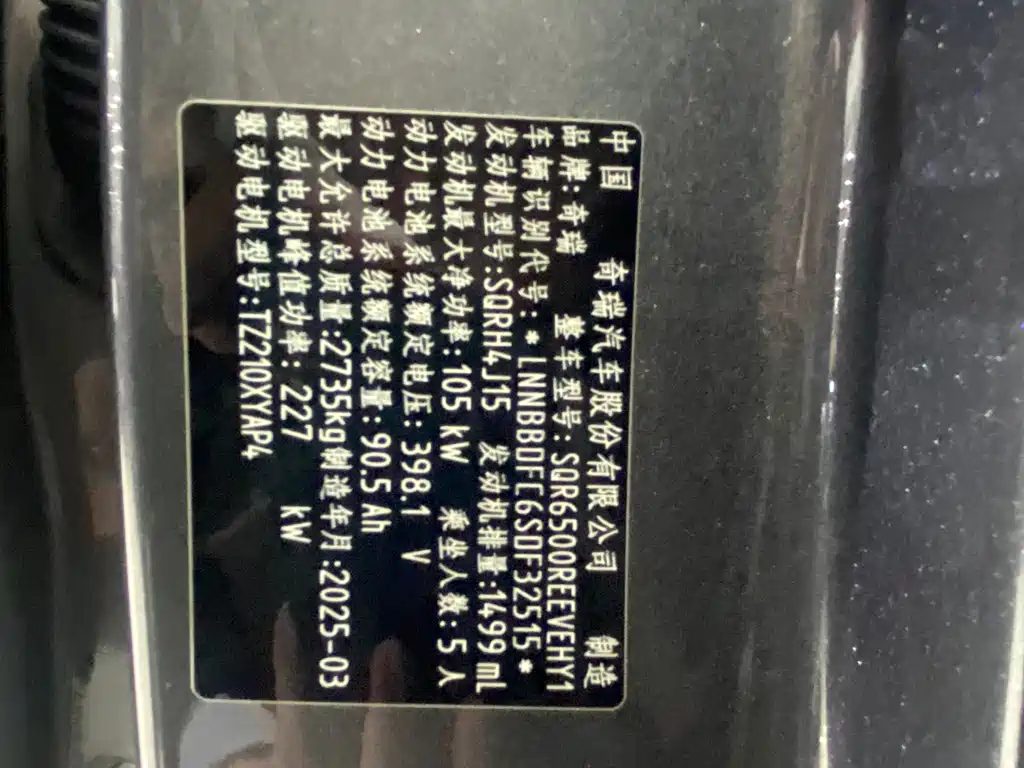 中国 奇瑞汽车股份有限公司 制造
品牌:奇瑞 整车型号:SQR6500REEVEHY1
车辆识别代号:*LNNBBDFC6SDF32515*
发动机型号:SQRH4J15 发动机排量:1499mL
发动机最大净功率:105 kW 乘坐人数:5人
动力电池系统额定电压:398.1 V
动力电池系统额定容量:90.5Ah
最大允许总质量:2735kg制造年月:2025-03
驱动电机峰值功率:227 kW
驱动电机型号:TZ210XYAP4